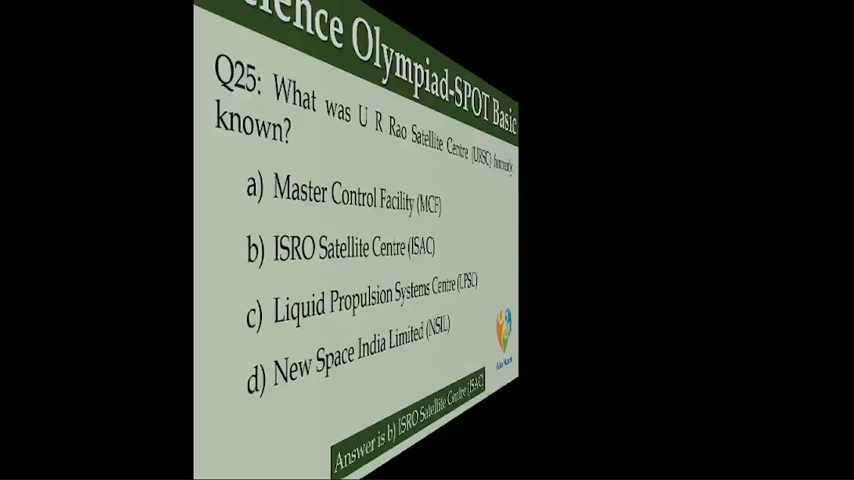 ience Olympiad-SPOT Basic
Q25: What was U R Rao Satellite Centre (URSC) formerly
known?
a) Master Control Facility (MCF)
b) ISRO Satellite Centre (ISAC)
c) Liquid Propulsion Systems Centre (LPSC)
d) New Space India Limited (NSIL)
Answer is b) ISRO Satellite Centre (ISAC)